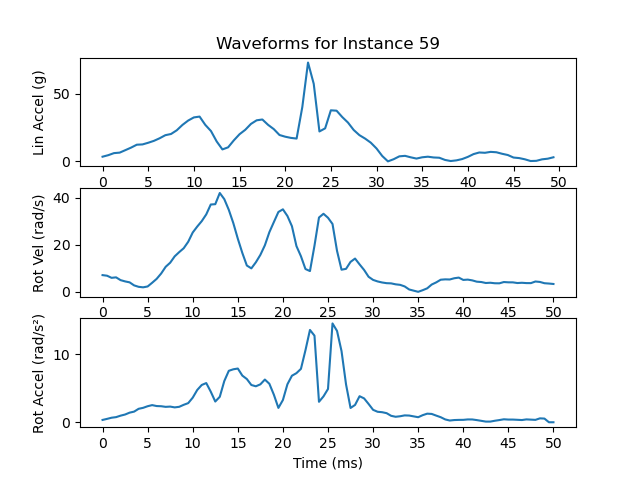 Waveforms for Instance 59
Lin Accel (g)
50
0
0 5 10 15 20 25 30 35 40 45 50
Rot Vel (rad/s)
40
20
0
0 5 10 15 20 25 30 35 40 45 50
Rot Accel (rad/s²)
10
0
0 5 10 15 20 25 30 35 40 45 50
Time (ms)